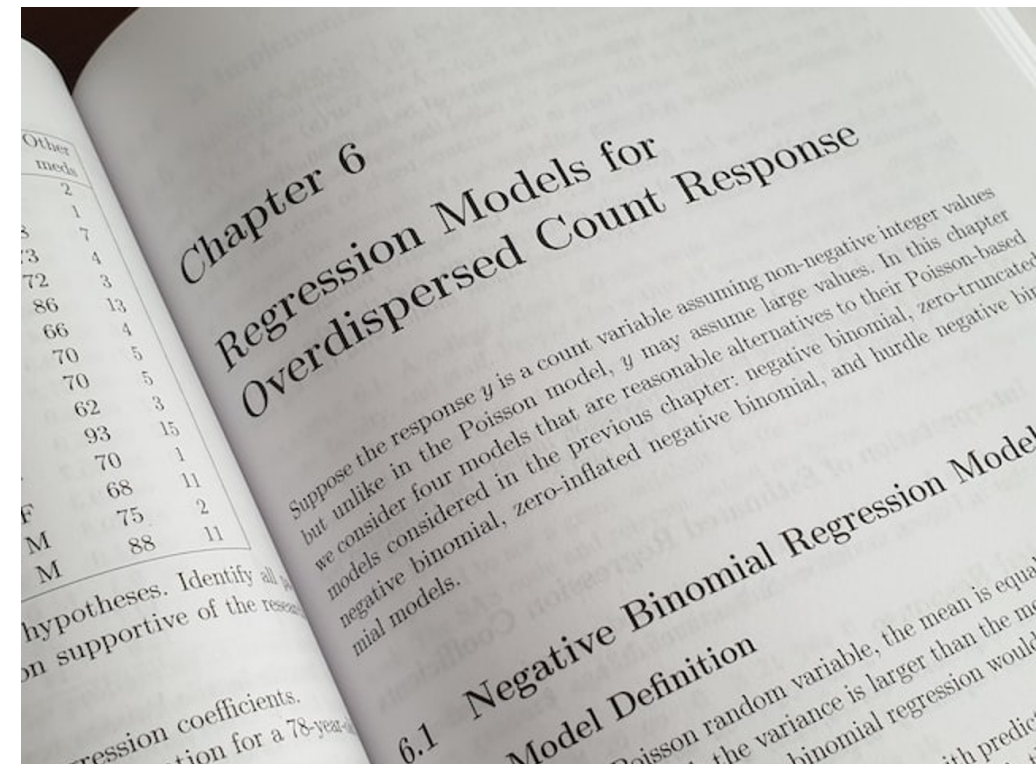 Other
meds
2
1
8 7
73 4
72 3
86 13
66 4
70 5
70 5
62 3
93 15
70 1
68 11
F 75 2
M 88 11
M
hypotheses. Identify all
on supportive of the
regression coefficients.
tion for a 78-year-
Chapter 6
Regression Models for
Overdispersed Count Response
Suppose the response y is a count variable assuming non-negative integer values
but unlike in the Poisson model, y may assume large values. In this chapter
we consider four models that are reasonable alternatives to their Poisson-based
models considered in the previous chapter: negative binomial, zero-truncated
negative binomial, zero-inflated negative binomial, and hurdle negative bi
mial models.
6.1 Negative Binomial Regression Model
Model Definition
Poisson random variable, the mean is equal
the variance is larger than the
binomial regression would
with